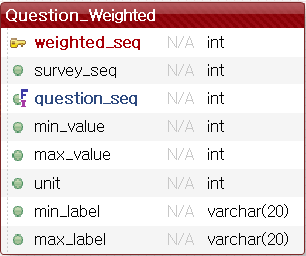 Question_Weighted
weighted_seq N/A int
survey_seq N/A int
F question_seq N/A int
min_value N/A int
max_value N/A int
unit N/A int
min_label N/A varchar(20)
max_label N/A varchar(20)